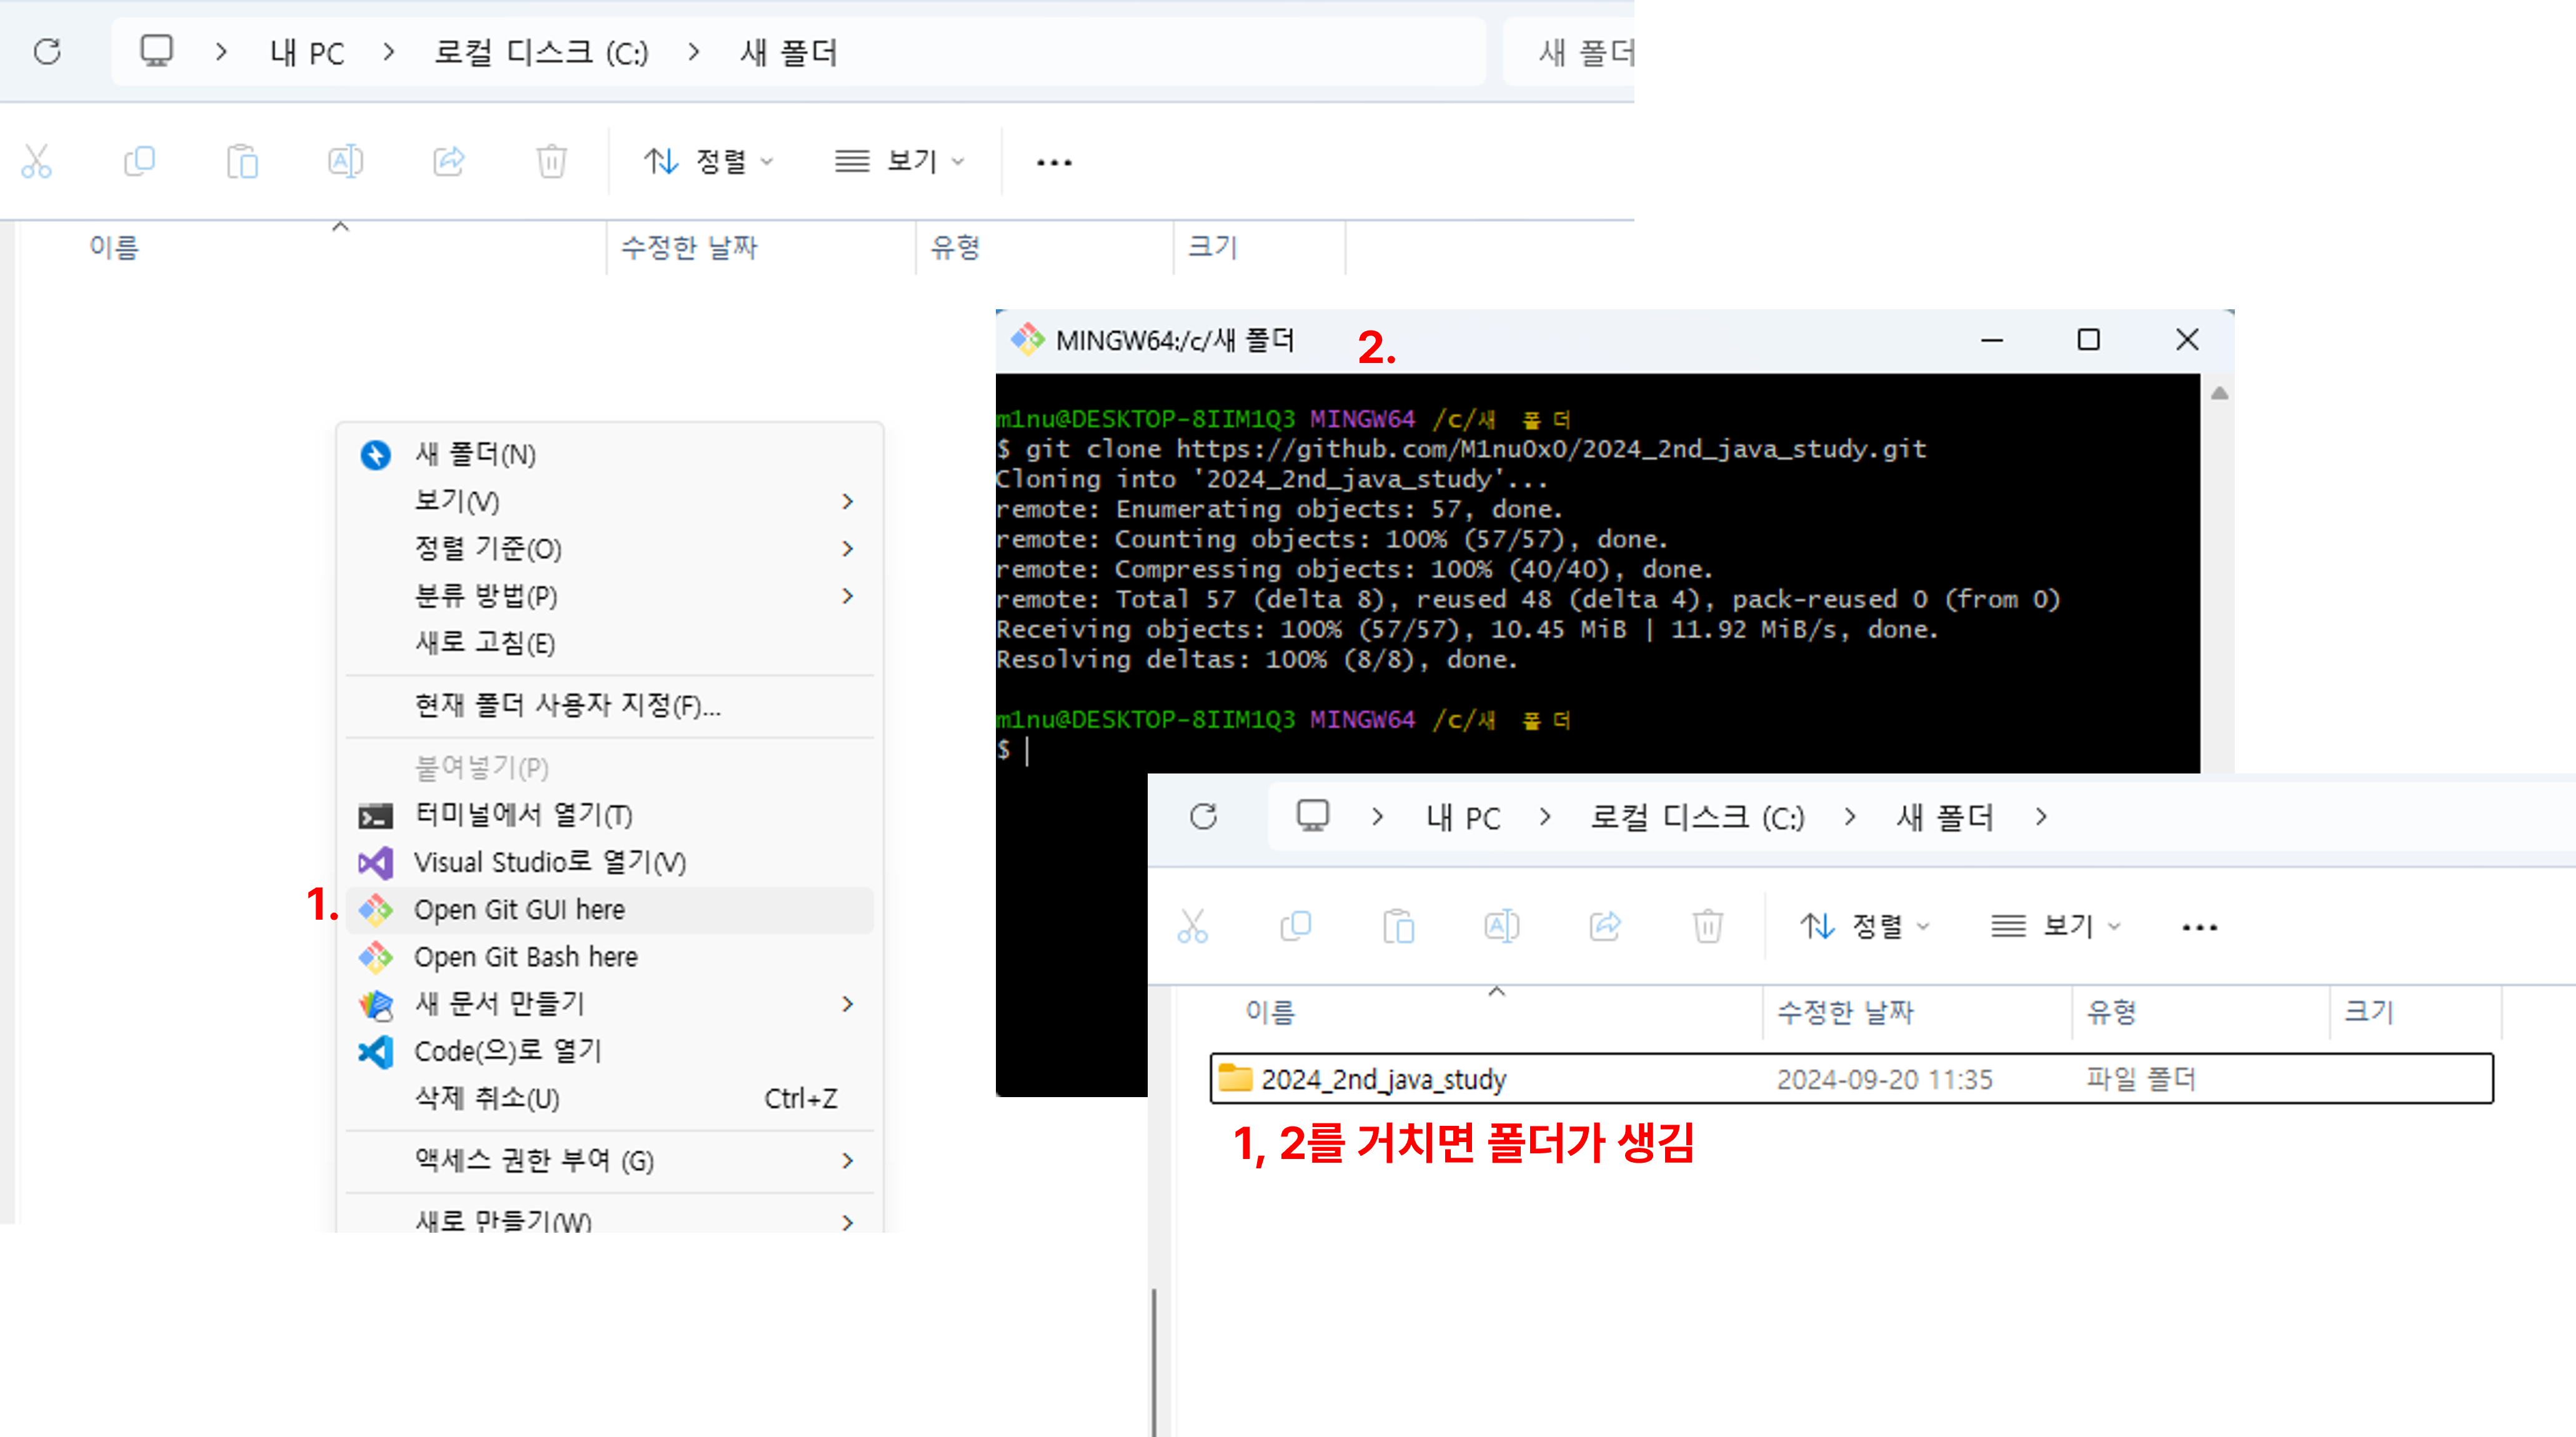 내 PC > 로컬 디스크 (C:) > 새 폴더
새 폴더
정렬 보기 ...
이름 수정한 날짜 유형 크기
새 폴더(N)
보기(V)
정렬 기준(O)
분류 방법(P)
새로 고침(E)
현재 폴더 사용자 지정(F)...
붙여넣기(P)
터미널에서 열기(T)
Visual Studio로 열기(V)
1.
Open Git GUI here
Open Git Bash here
새 문서 만들기
Code(으)로 열기
삭제 취소(U) Ctrl+Z
액세스 권한 부여 (G)
새로 만들기(W)
MINGW64:/c/새 폴더
2.
m1nu@DESKTOP-8IIM1Q3 MINGW64 /c/새 폴더
$ git clone https://github.com/M1nu0x0/2024_2nd_java_study.git
Cloning into '2024_2nd_java_study'...
remote: Enumerating objects: 57, done.
remote: Counting objects: 100% (57/57), done.
remote: Compressing objects: 100% (40/40), done.
remote: Total 57 (delta 8), reused 48 (delta 4), pack-reused 0 (from 0)
Receiving objects: 100% (57/57), 10.45 MiB | 11.92 MiB/s, done.
Resolving deltas: 100% (8/8), done.
m1nu@DESKTOP-8IIM1Q3 MINGW64 /c/새 폴더
$
내 PC > 로컬 디스크 (C:) > 새 폴더 >
정렬 보기 ...
이름 수정한 날짜 유형 크기
2024_2nd_java_study 2024-09-20 11:35 파일 폴더
1, 2를 거치면 폴더가 생김